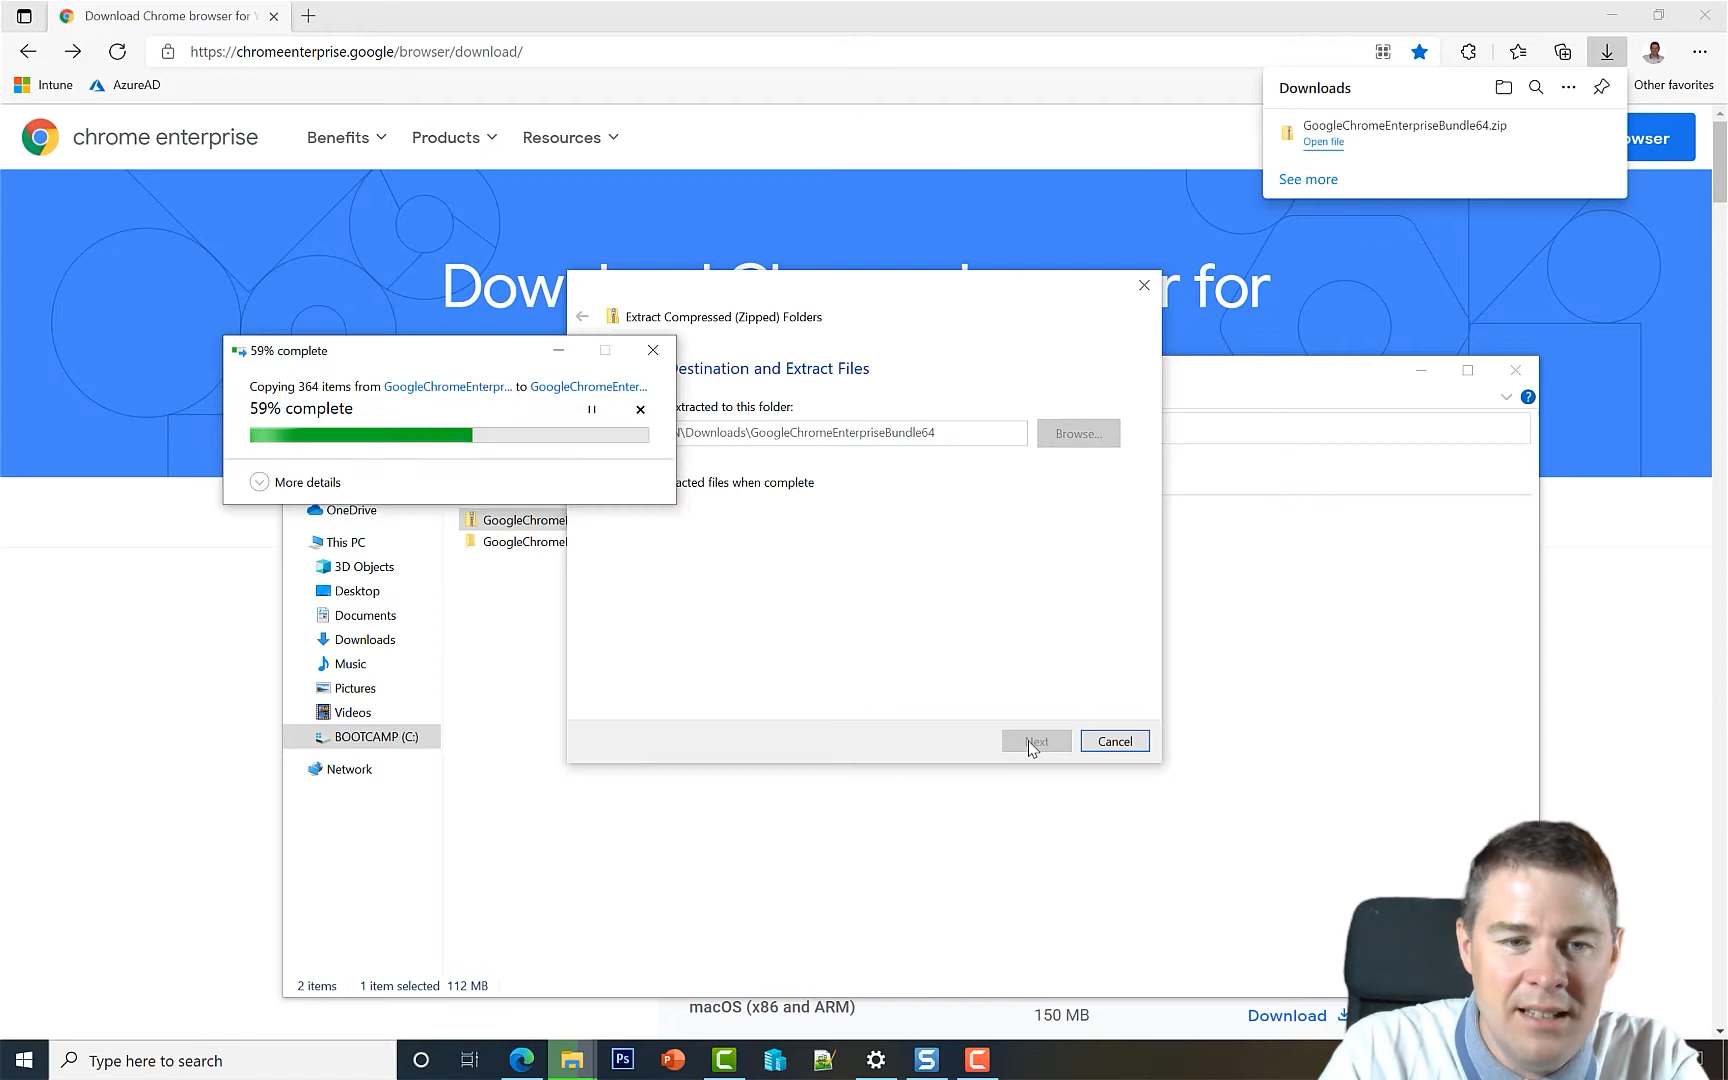 Download Chrome browser for Y
https://chromeenterprise.google/browser/download/
Intune
AzureAD
Other favorites
Downloads
GoogleChromeEnterpriseBundle64.zip
Open file
See more
chrome enterprise
Benefits
Products
Resources
owser
Dow
r for
Extract Compressed (Zipped) Folders
estination and Extract Files
xtracted to this folder:
\Downloads\GoogleChromeEnterpriseBundle64
Browse...
acted files when complete
Next
Cancel
59% complete
Copying 364 items from GoogleChromeEnterpr... to GoogleChromeEnter...
59% complete
More details
OneDrive
This PC
3D Objects
Desktop
Documents
Downloads
Music
Pictures
Videos
BOOTCAMP (C:)
Network
GoogleChromeI
GoogleChromeI
2 items
1 item selected
112 MB
macOS (x86 and ARM)
150 MB
Download
Type here to search
Ps